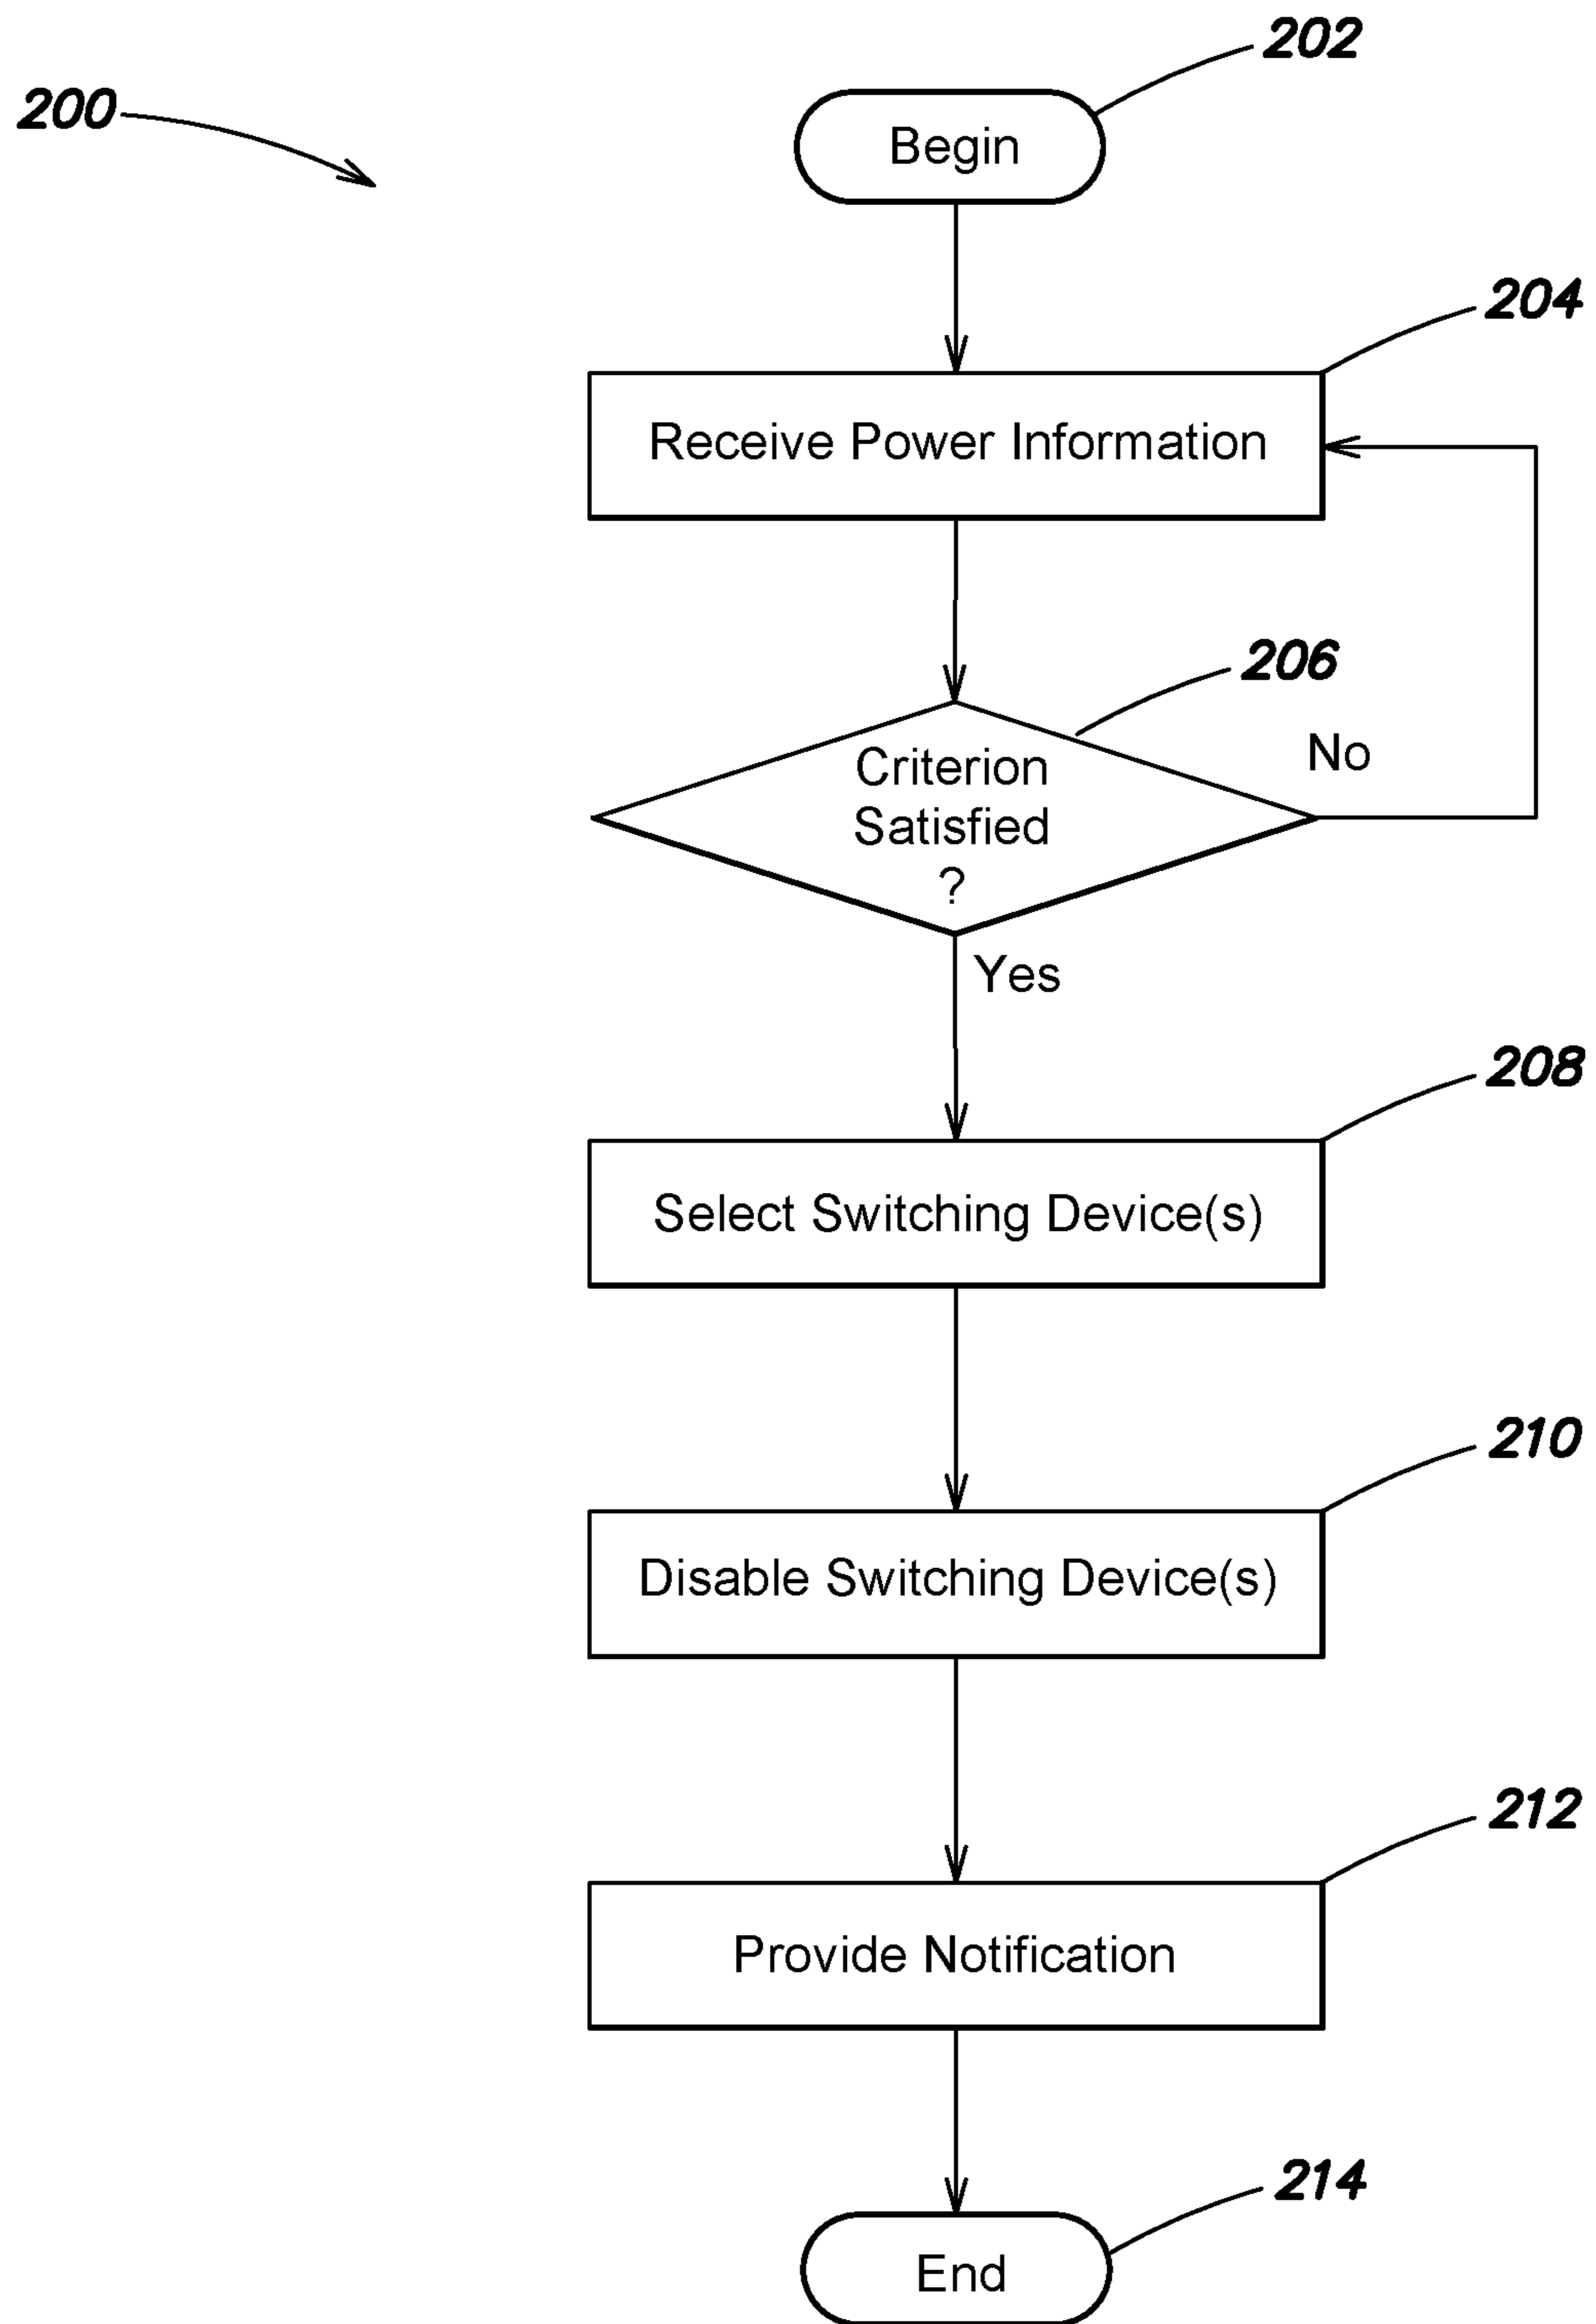 202
200
Begin
204
Receive Power Information
206
Criterion
Satisfied
?
No
Yes
208
Select Switching Device(s)
210
Disable Switching Device(s)
212
Provide Notification
214
End